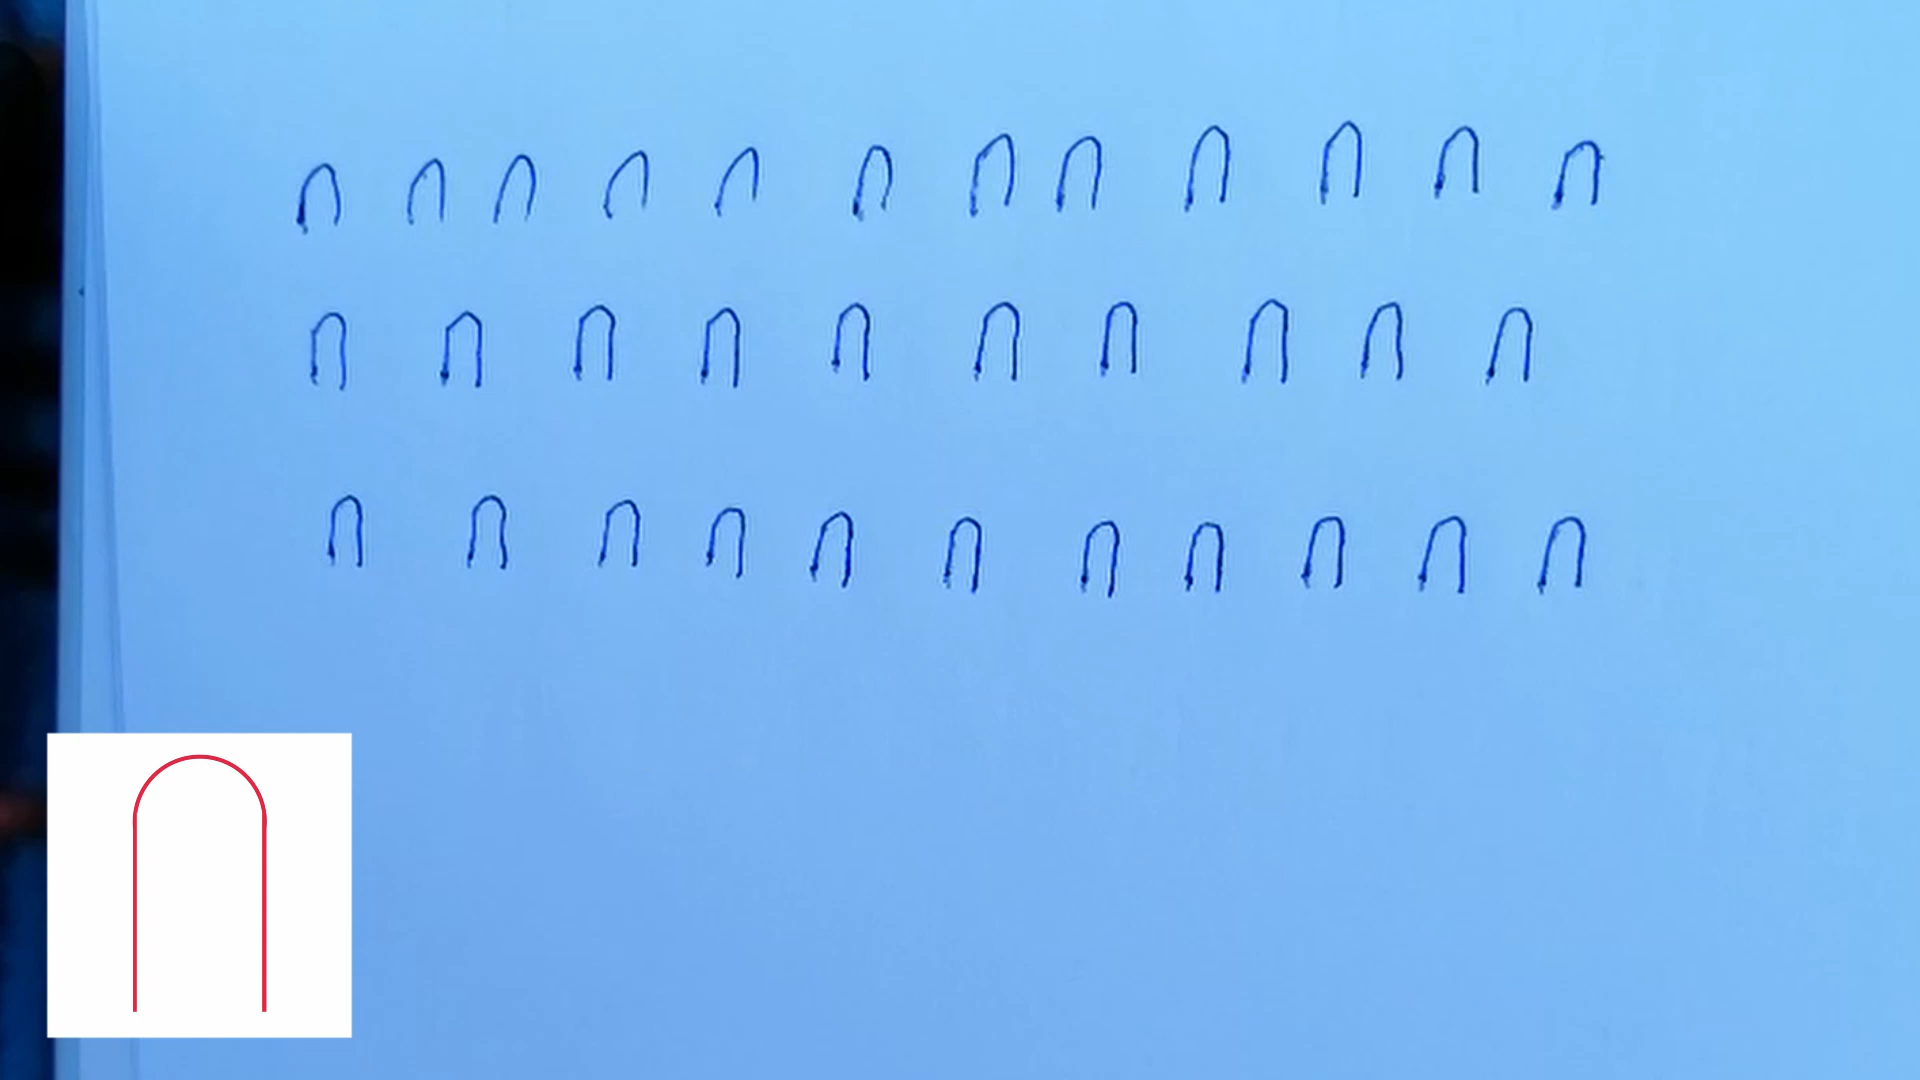 ∩ ∩ ∩ ∩ ∩ ∩ ∩ ∩ ∩ ∩ ∩ ∩
∩ ∩ ∩ ∩ ∩ ∩ ∩ ∩ ∩ ∩
∩ ∩ ∩ ∩ ∩ ∩ ∩ ∩ ∩ ∩ ∩
∩